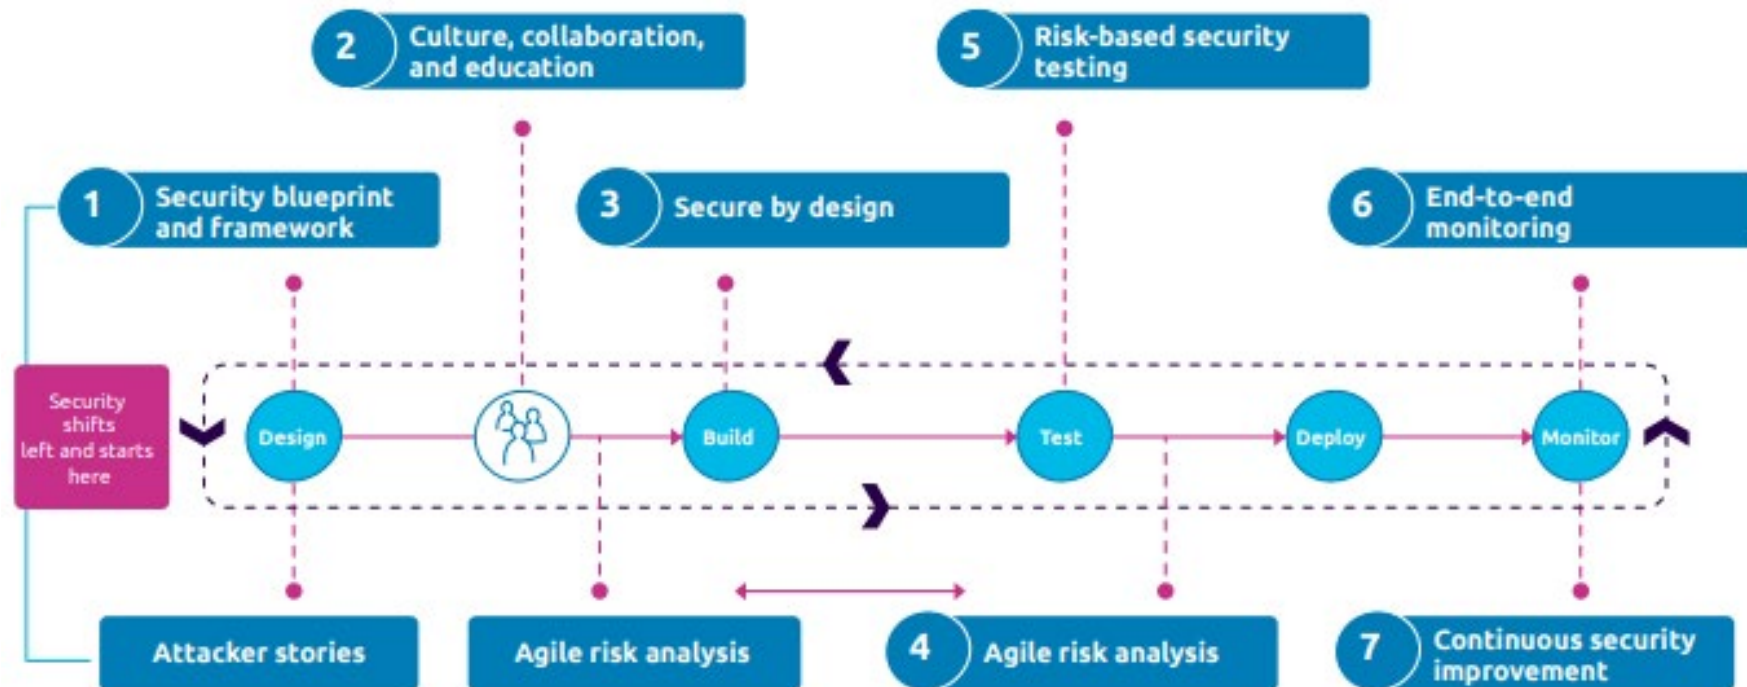 2
Culture, collaboration,
and education
5
Risk-based security
testing
1
Security blueprint
and framework
3
Secure by design
6
End-to-end
monitoring
Security
shifts
left and starts
here
Design
Build
Test
Deploy
Monitor
Attacker stories
Agile risk analysis
4
Agile risk analysis
7
Continuous security
improvement